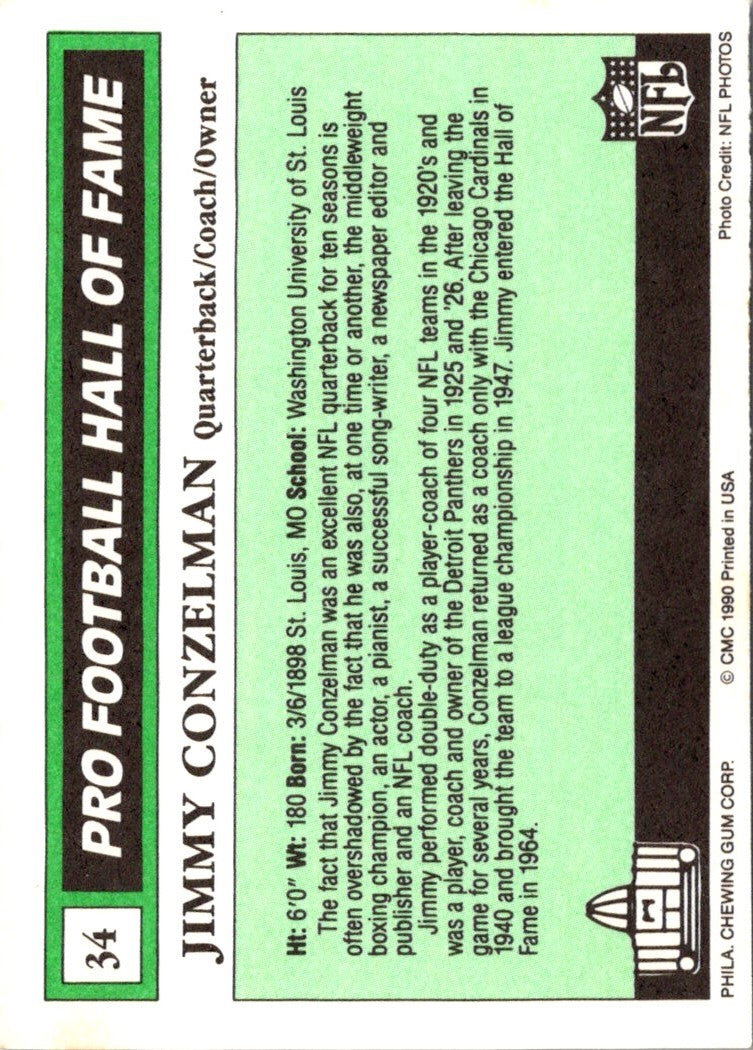 34 PRO FOOTBALL HALL OF FAME
JIMMY CONZELMAN Quarterback/Coach/Owner
Ht: 6'0" Wt: 180 Born: 3/6/1898 St. Louis, MO School: Washington University of St. Louis
The fact that Jimmy Conzelman was an excellent NFL quarterback for ten seasons is
often overshadowed by the fact that he was also, at one time or another, the middleweight
boxing champion, an actor, a pianist, a successful song-writer, a newspaper editor and
publisher and an NFL coach.
Jimmy performed double-duty as a player-coach of four NFL teams in the 1920's and
was a player, coach and owner of the Detroit Panthers in 1925 and '26. After leaving the
game for several years, Conzelman returned as a coach only with the Chicago Cardinals in
1940 and brought the team to a league championship in 1947. Jimmy entered the Hall of
Fame in 1964.
NFL
PHILA. CHEWING GUM CORP. © CMC 1990 Printed in USA Photo Credit: NFL PHOTOS